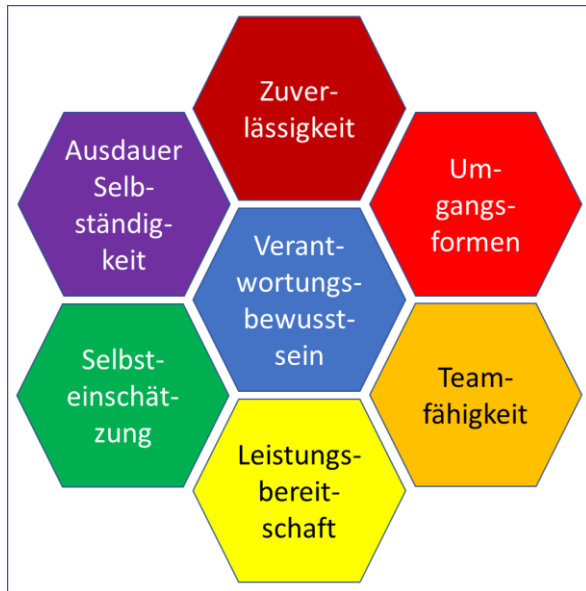 Zuver-
lässigkeit
Ausdauer
Selb-
ständig-
keit
Um-
gangs-
formen
Verant-
wortungs-
bewusst-
sein
Selbst-
einschät-
zung
Team-
fähigkeit
Leistungs-
bereit-
schaft